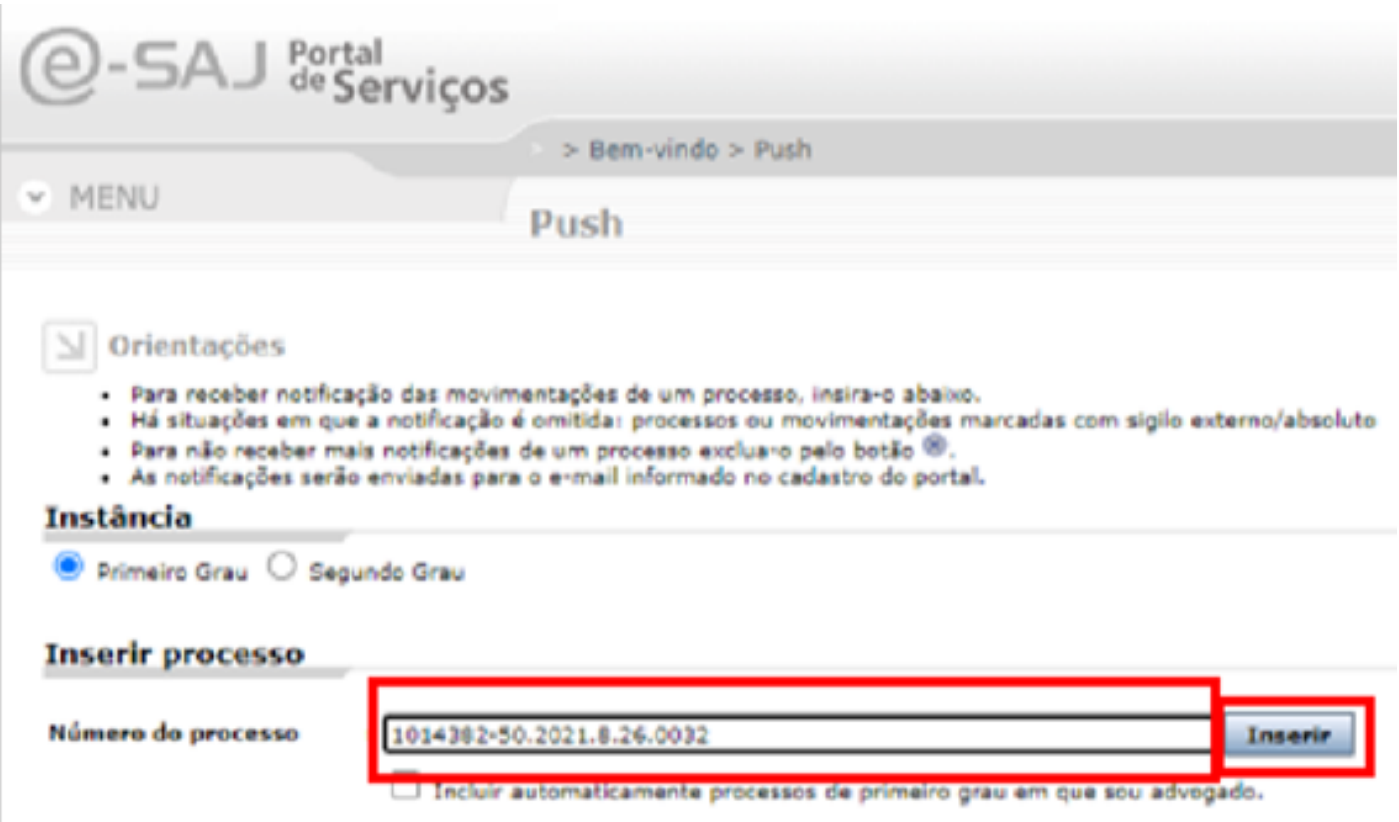 @-SAJ Portal de Serviços
> Bem-vindo > Push
MENU
Push
Orientações
• Para receber notificação das movimentações de um processo, insira-o abaixo.
• Há situações em que a notificação é omitida: processos ou movimentações marcadas com sigilo externo/absoluto
• Para não receber mais notificações de um processo exclua-o pelo botão .
• As notificações serão enviadas para o e-mail informado no cadastro do portal.
Instância
Primeiro Grau Segundo Grau
Inserir processo
Número do processo 1014382-50.2021.8.26.0032 Inserir
Incluir automaticamente processos de primeiro grau em que sou advogado.